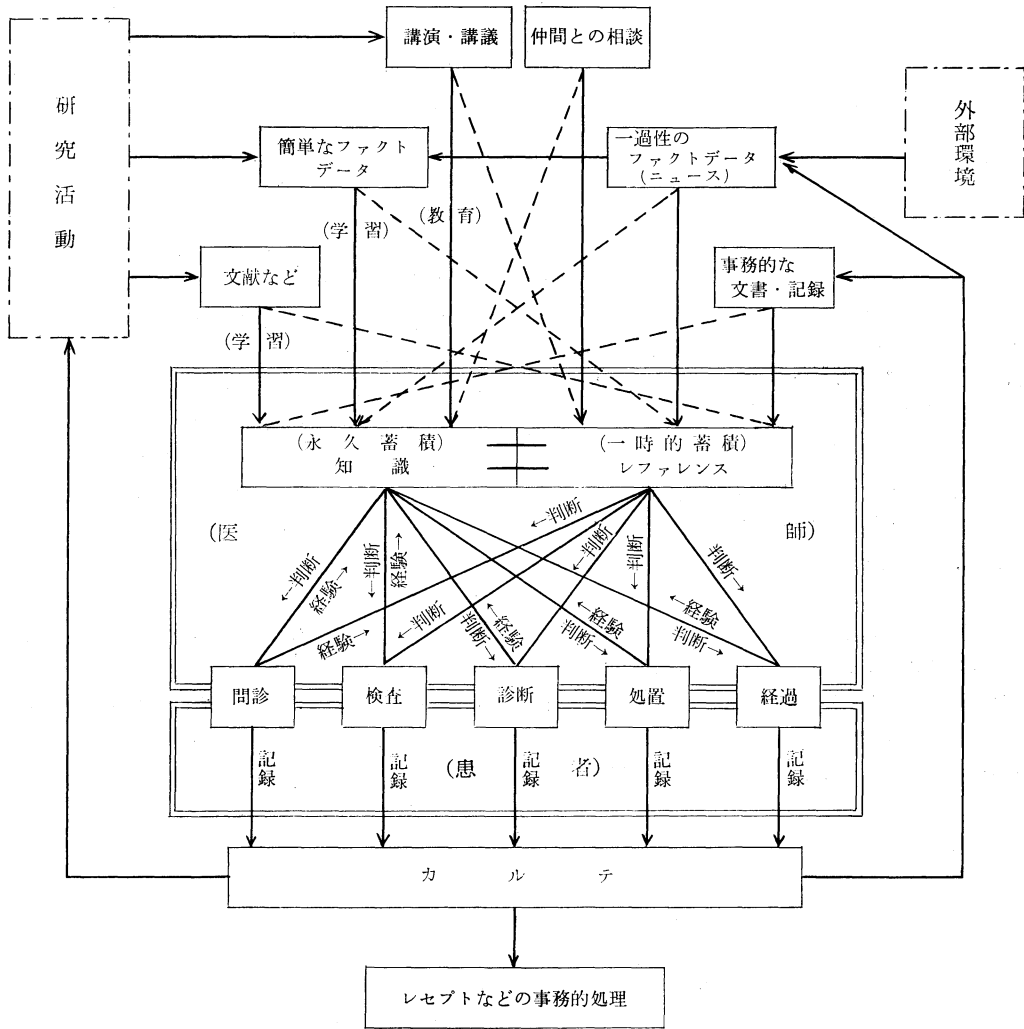 講演・講義
仲間との相談
研究活動
外部環境
簡単なファクト
データ
一過性の
ファクトデータ
(ニュース)
(教育)
(学習)
文献など
事務的な
文書・記録
(学習)
(永久蓄積)
知識
(一時的蓄積)
レファレンス
(医師)
←判断
←判断
経験→
←判断
経験→
←判断
←判断
判断→
経験→
←判断
←経験
判断→
←経験
判断→
←経験
判断→
問診
検査
診断
処置
経過
記録
記録
記録
記録
記録
(患者)
カルテ
レセプトなどの事務的処理